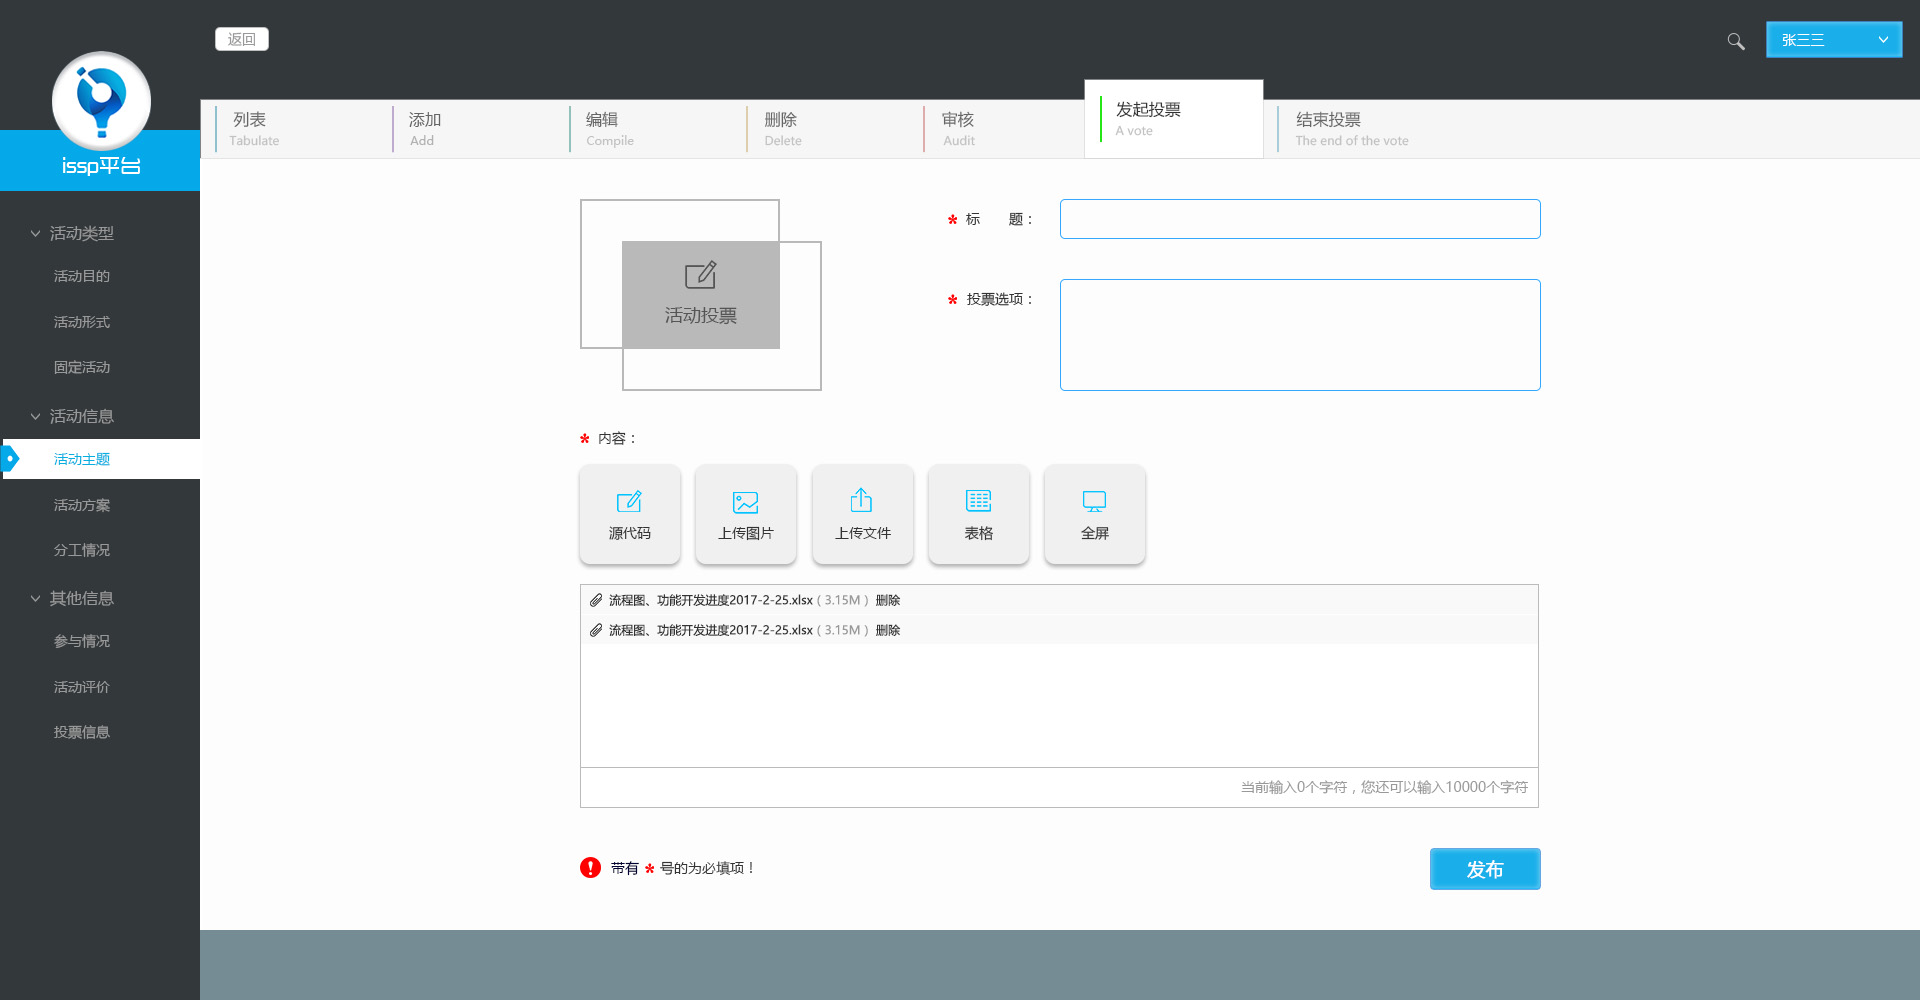 返回
张三三
issp平台
列表
Tabulate
添加
Add
编辑
Compile
删除
Delete
审核
Audit
发起投票
A vote
结束投票
The end of the vote
活动类型
活动目的
活动形式
固定活动
活动信息
活动主题
活动方案
分工情况
其他信息
参与情况
活动评价
投票信息
活动投票
* 标 题：
* 投票选项：
* 内容：
源代码
上传图片
上传文件
表格
全屏
流程图、功能开发进度2017-2-25.xlsx（3.15M） 删除
流程图、功能开发进度2017-2-25.xlsx（3.15M） 删除
当前输入0个字符，您还可以输入10000个字符
带有 * 号的为必填项！
发布